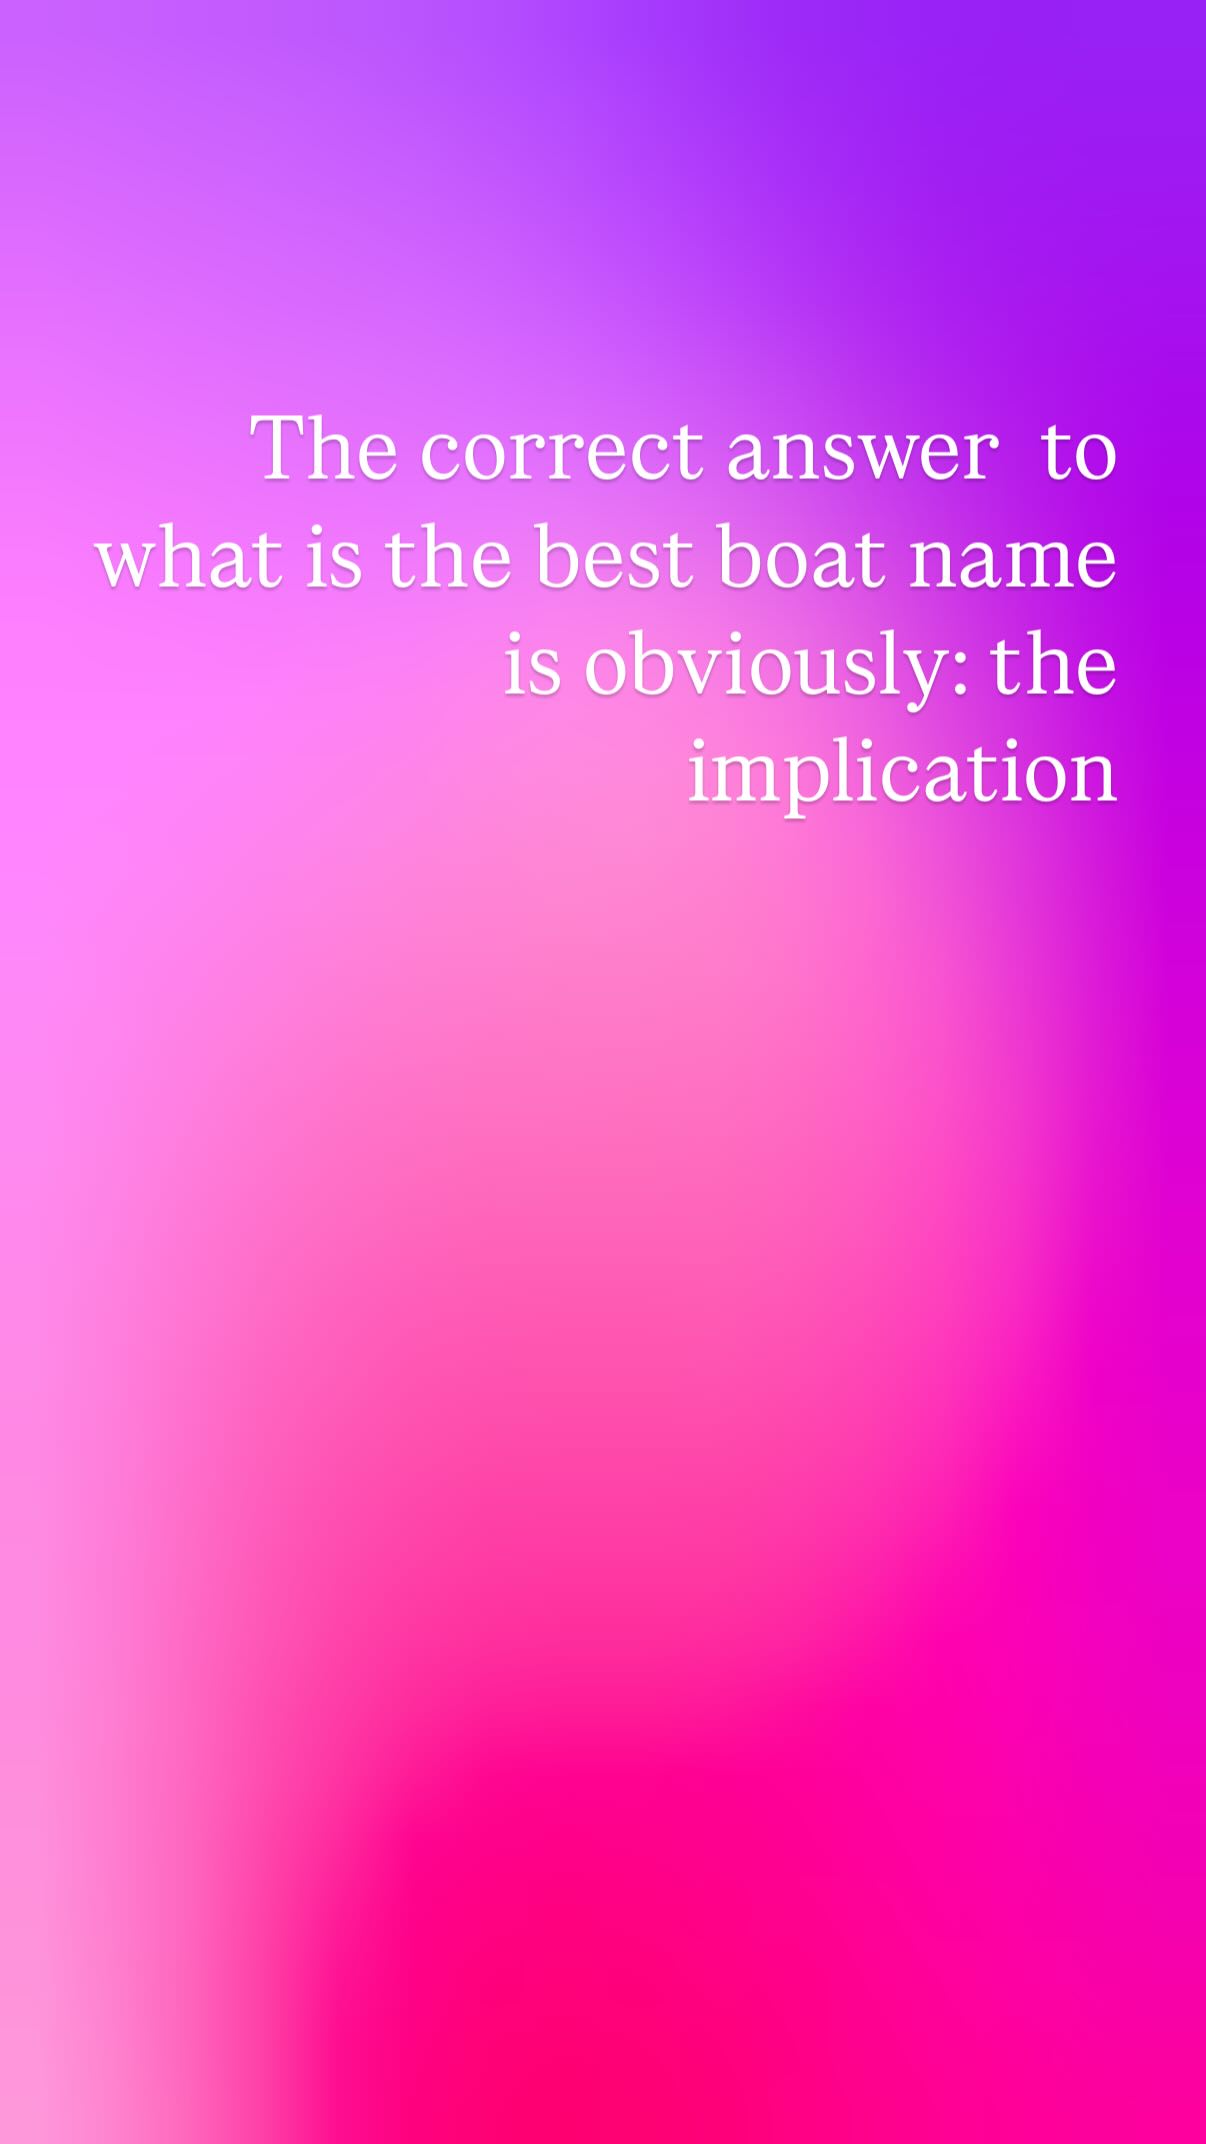 The correct answer  to
what is the best boat name
is obviously: the
implication